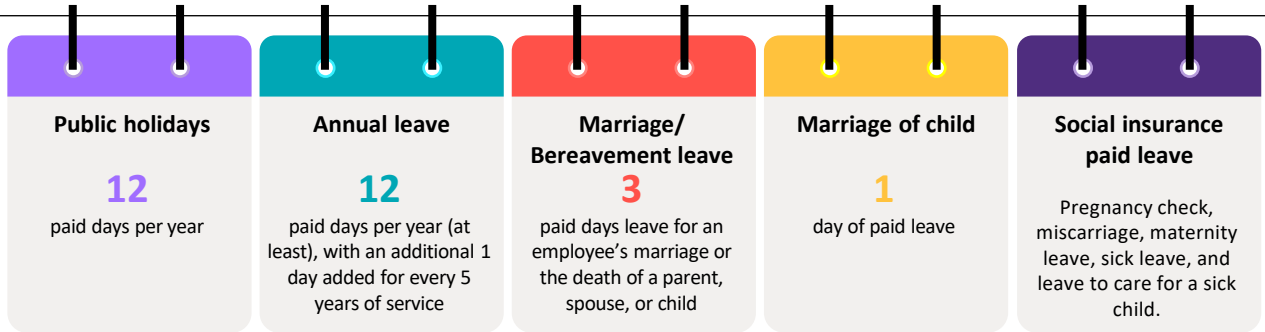 Public holidays
12
paid days per year
Annual leave
12
paid days per year (at
least), with an additional 1
day added for every 5
years of service
Marriage/
Bereavement leave
3
paid days leave for an
employee’s marriage or
the death of a parent,
spouse, or child
Marriage of child
1
day of paid leave
Social insurance
paid leave
Pregnancy check,
miscarriage, maternity
leave, sick leave, and
leave to care for a sick
child.